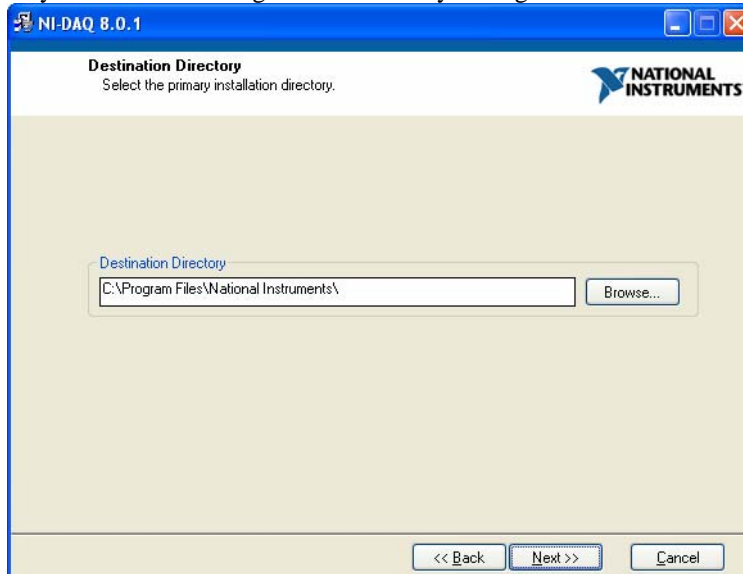 NI-DAQ 8.0.1
Destination Directory
Select the primary installation directory.
NATIONAL
INSTRUMENTS
Destination Directory
C:\Program Files\National Instruments\
Browse...
<< Back
Next >>
Cancel